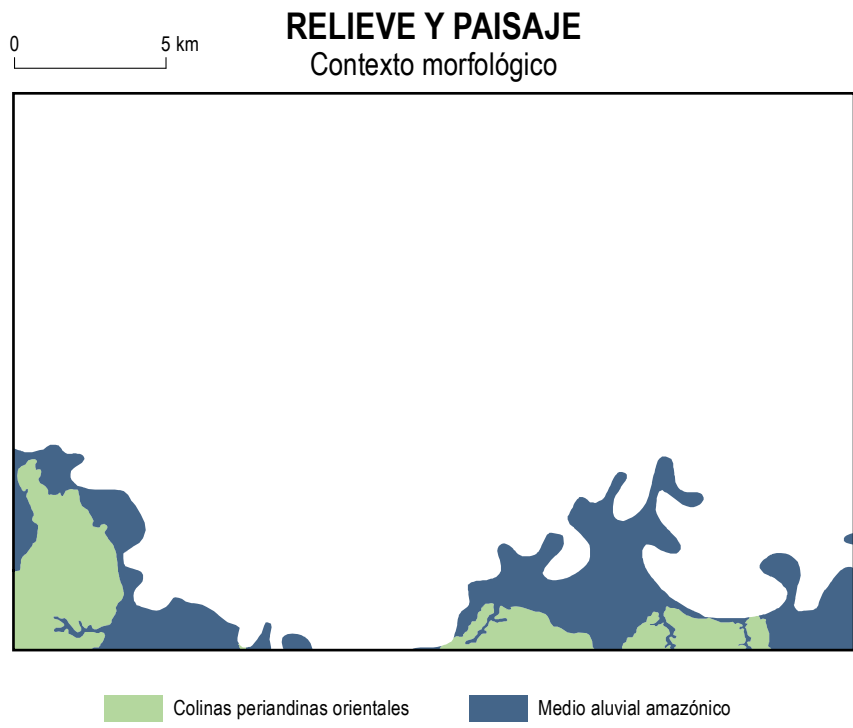 RELIEVE Y PAISAJE
Contexto morfológico
0 5 km
Colinas periandinas orientales
Medio aluvial amazónico